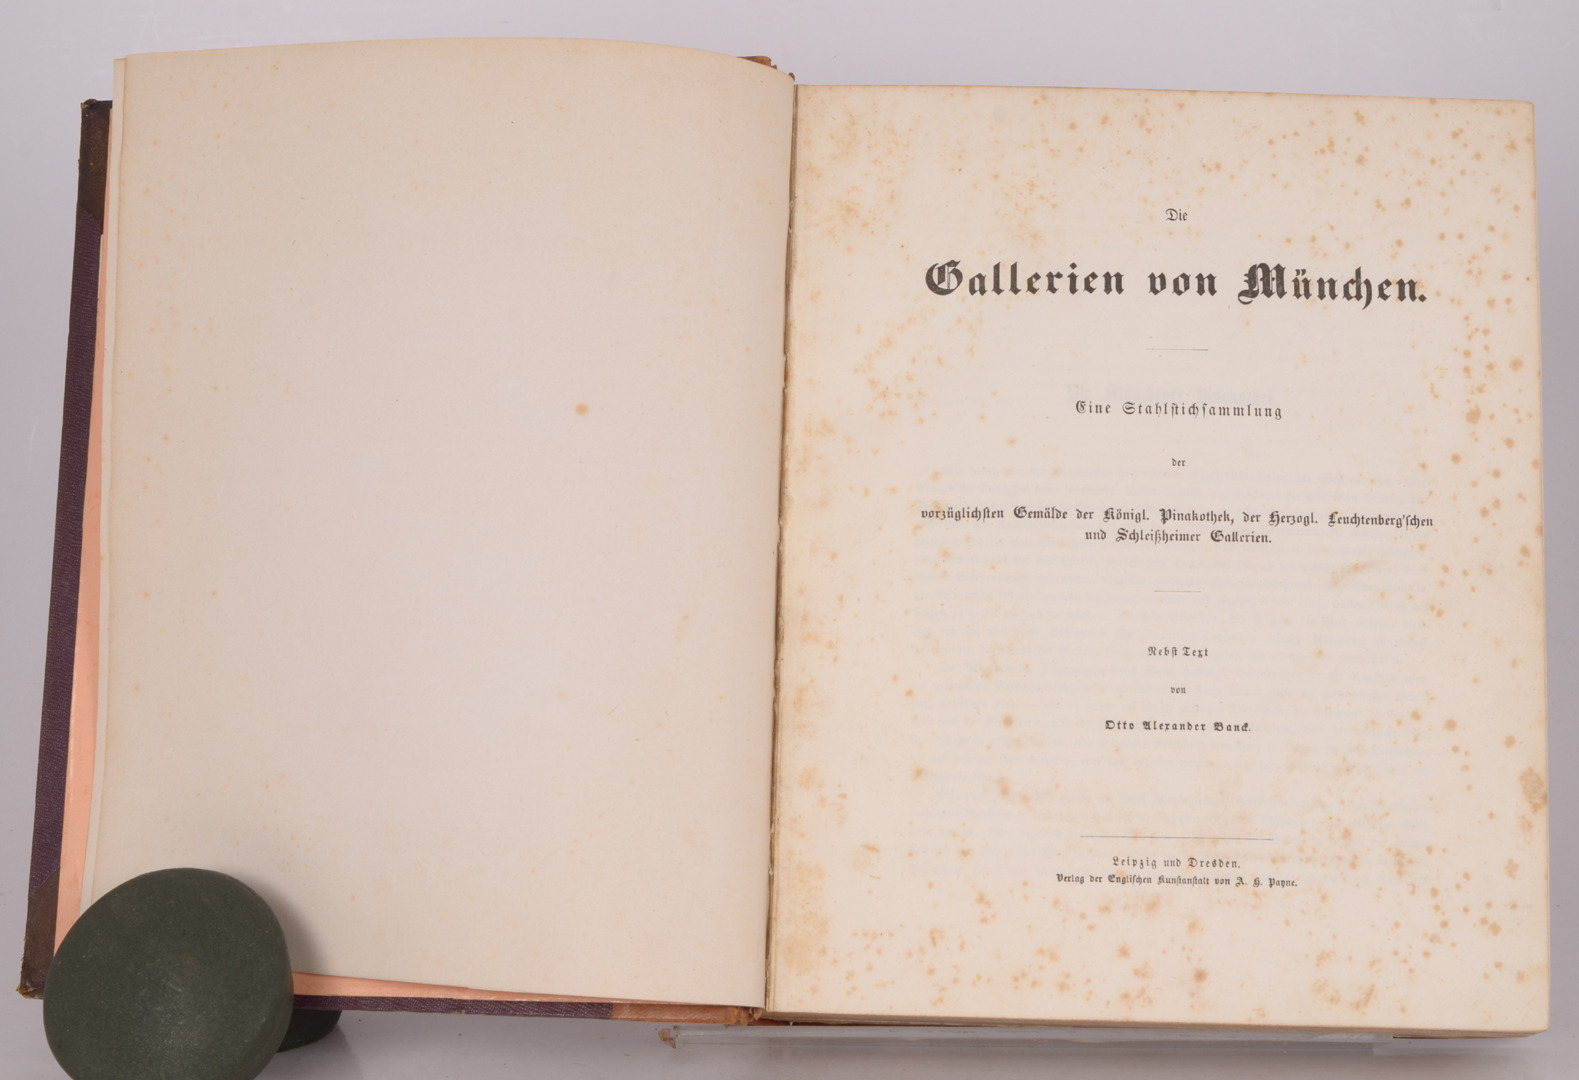 Die
Gallerien von München.
Eine Stahlstichsammlung
der
vorzüglichsten Gemälde der Königl. Pinakothek, der Herzogl. Leuchtenberg'schen
und Schleißheimer Gallerien.
Nebst Text
von
Otto Alexander Banck.
Leipzig und Dresden.
Verlag der Englischen Kunstanstalt von A. H. Payne.